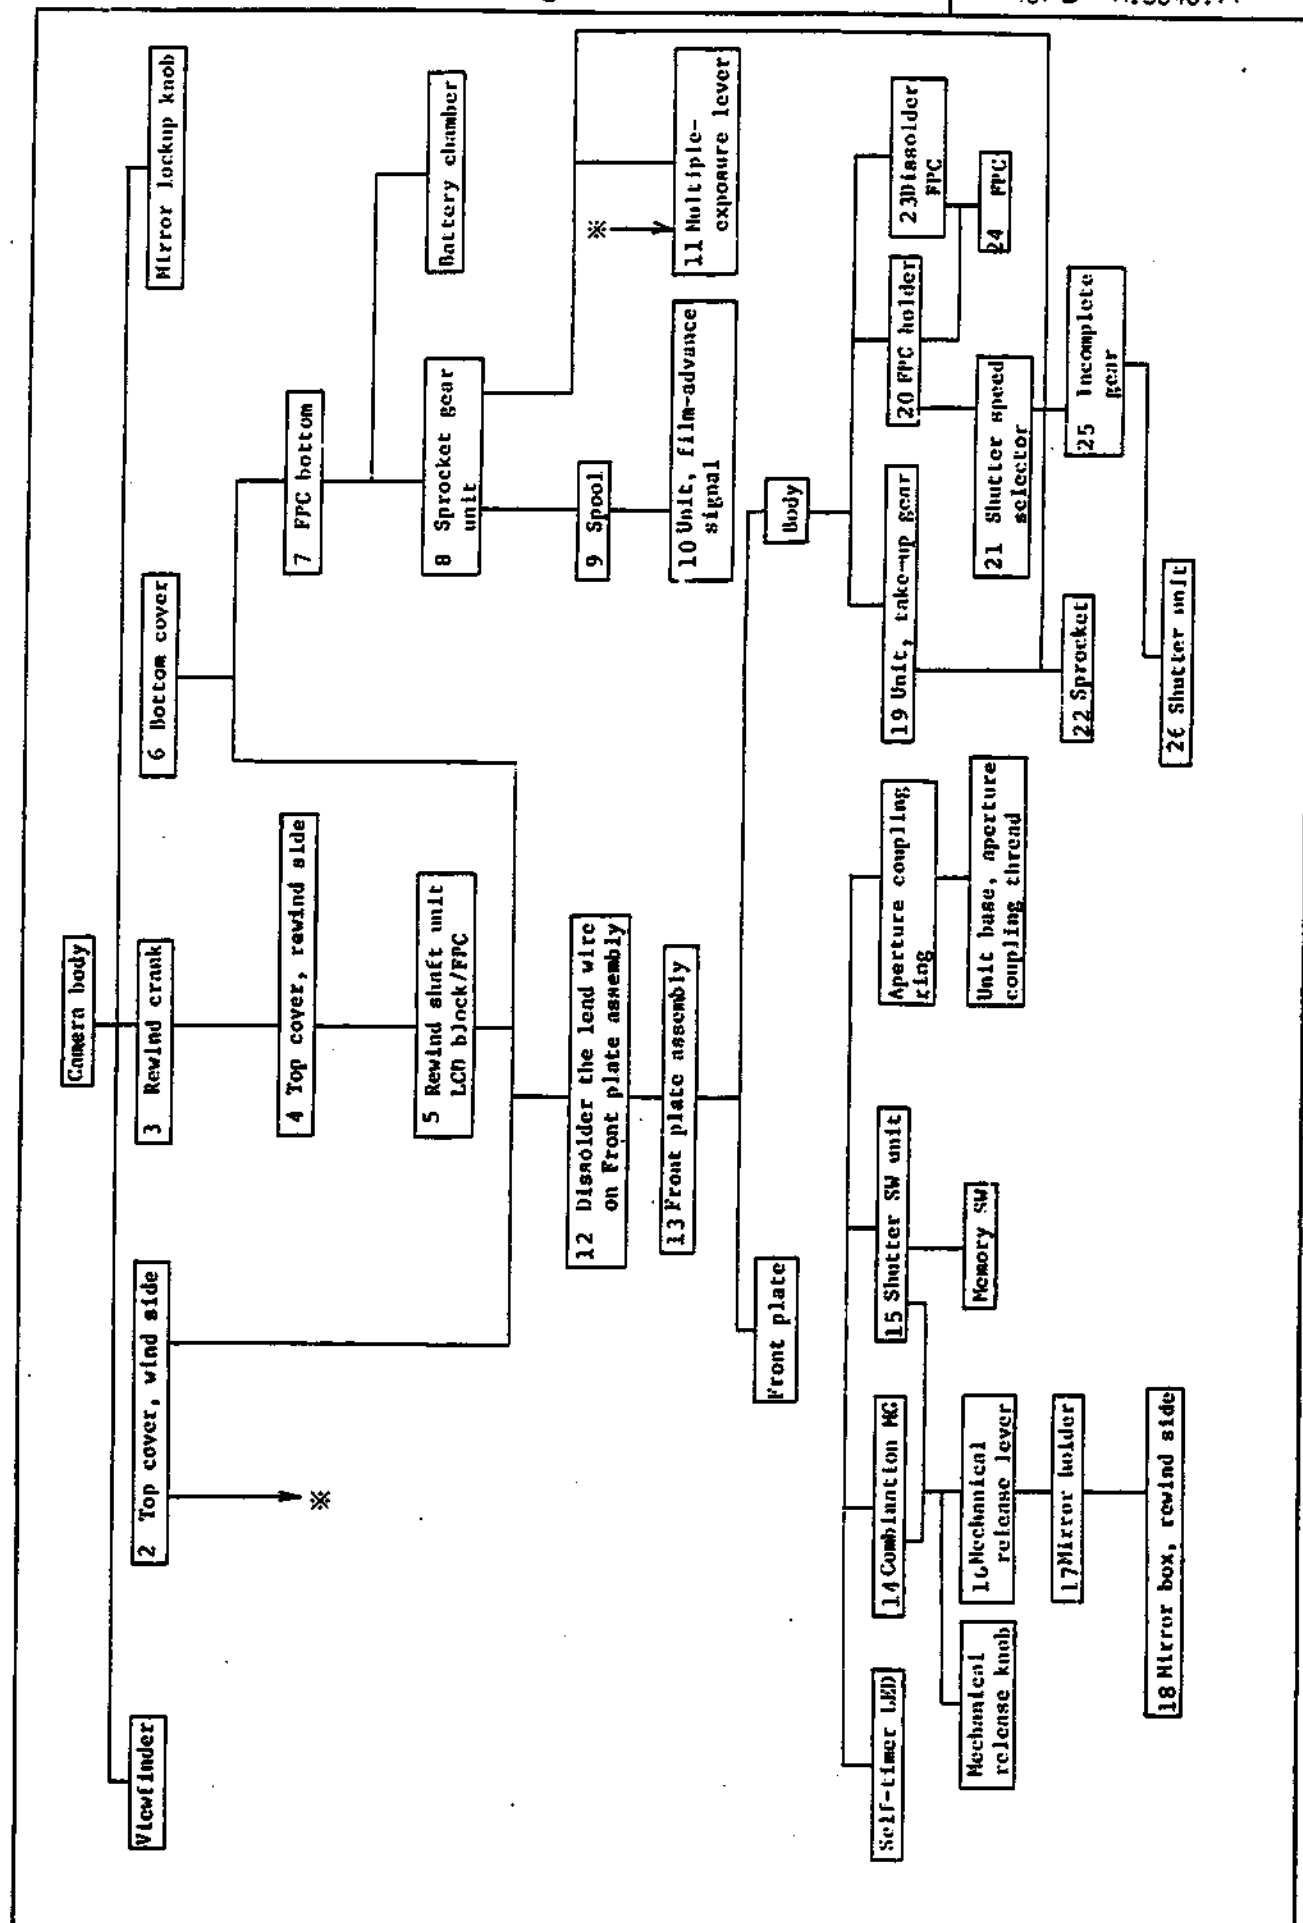 Camera body
Viewfinder
2 Top cover, wind side
3 Rewind crank
6 Bottom cover
Mirror lockup knob
※
4 Top cover, rewind side
7 FPC bottom
5 Rewind shaft unit
LCD block/FPC
8 Sprocket gear
unit
Battery chamber
12 Dissolder the lead wire
on Front plate assembly
9 Spool
※
13 Front plate assembly
10 Unit, film-advance
signal
11 Multiple-
exposure lever
Front plate
Body
Self-timer LED
14 Combination MG
15 Shutter SW unit
Aperture coupling
ring
19 Unit, take-up gear
20 FPC holder
23 Dissolder
FPC
Mechanical
release knob
16 Mechanical
release lever
Memory SW
Unit base, aperture
coupling thread
21 Shutter speed
selector
24 FPC
17 Mirror holder
22 Sprocket
25 Incomplete
gear
18 Mirror box, rewind side
26 Shutter unit